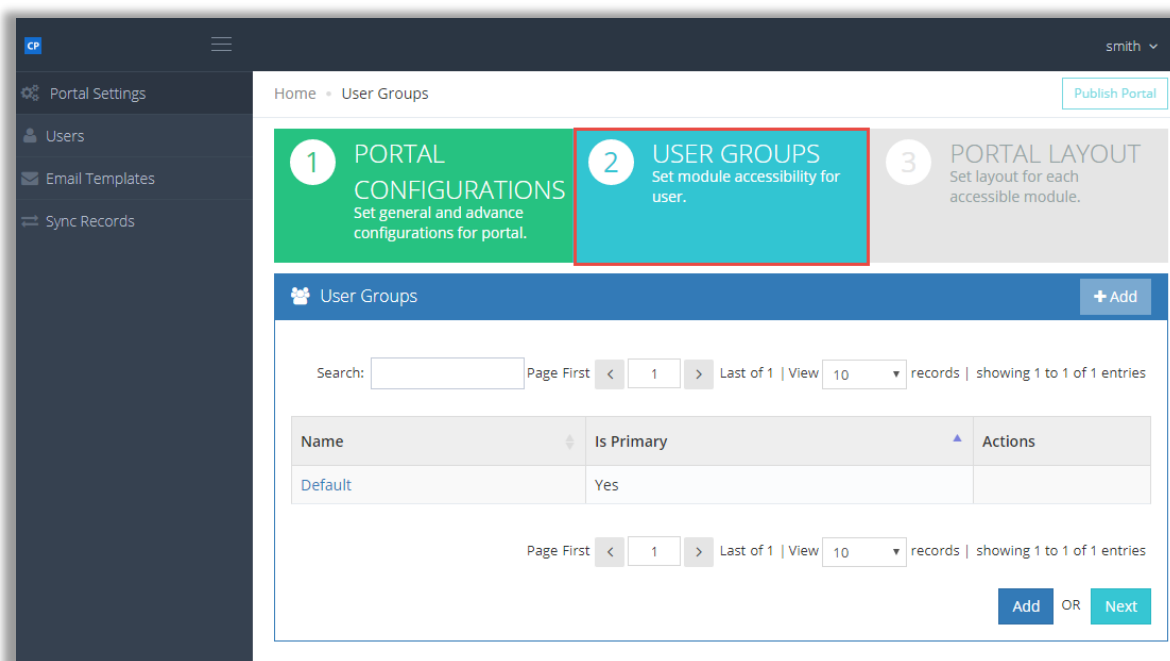 CP
smith
Portal Settings
Users
Email Templates
Sync Records
Home • User Groups
Publish Portal
1
PORTAL
CONFIGURATIONS
Set general and advance
configurations for portal.
2
USER GROUPS
Set module accessibility for
user.
3
PORTAL LAYOUT
Set layout for each
accessible module.
User Groups
+ Add
Search: Page First < 1 > Last of 1 | View 10 records | showing 1 to 1 of 1 entries
Name Is Primary Actions
Default Yes
Page First < 1 > Last of 1 | View 10 records | showing 1 to 1 of 1 entries
Add OR Next